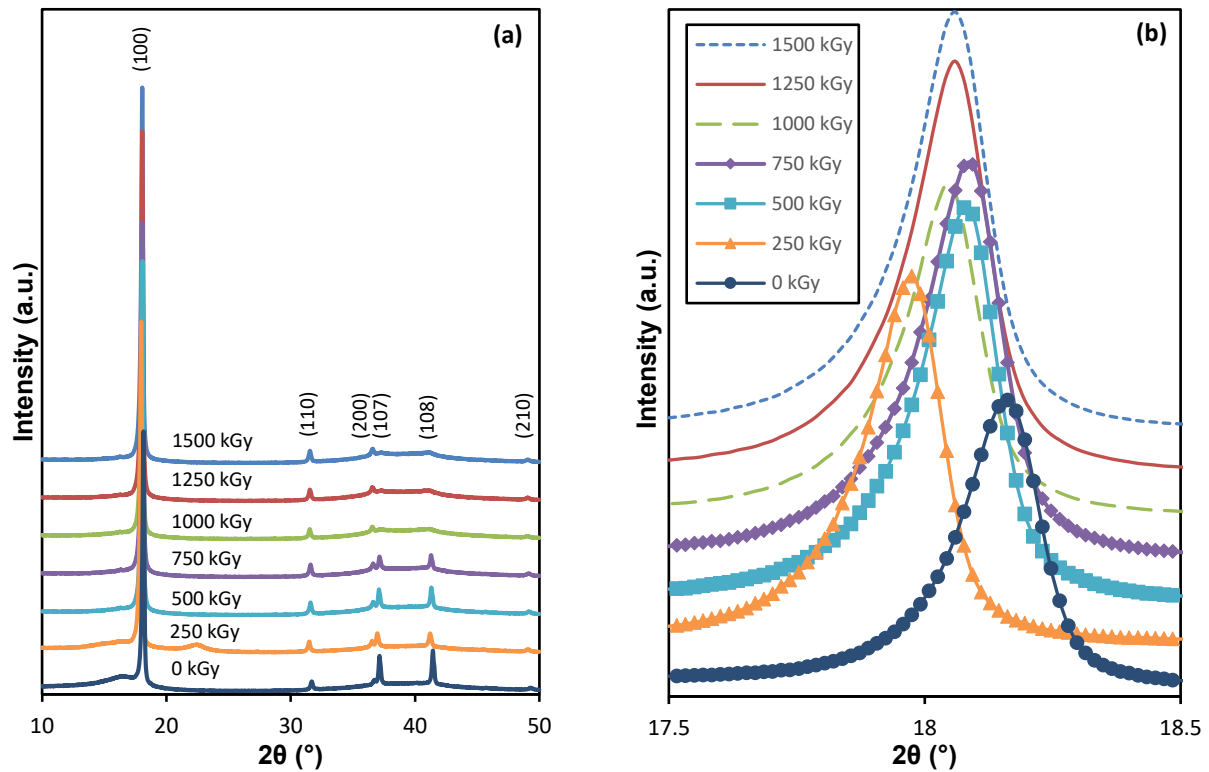 (a)
(100)
(110)
(200)
(107)
(108)
(210)
1500 kGy
1250 kGy
1000 kGy
750 kGy
500 kGy
250 kGy
0 kGy
Intensity (a.u.)
10
20
30
40
50
2θ (°)
(b)
1500 kGy
1250 kGy
1000 kGy
750 kGy
500 kGy
250 kGy
0 kGy
Intensity (a.u.)
17.5
18
18.5
2θ (°)